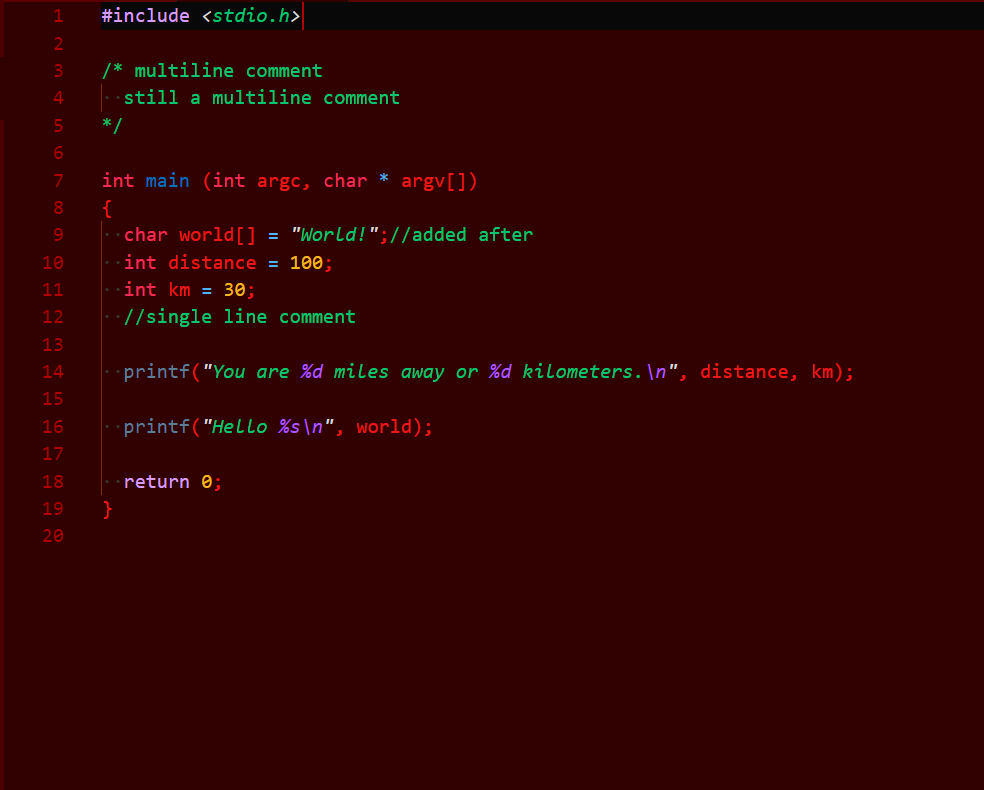 1 #include <stdio.h>
2
3 /* multiline comment
4   still a multiline comment
5 */
6
7 int main (int argc, char * argv[])
8 {
9   char world[] = "World!";//added after
10   int distance = 100;
11   int km = 30;
12   //single line comment
13
14   printf("You are %d miles away or %d kilometers.\n", distance, km);
15
16   printf("Hello %s\n", world);
17
18   return 0;
19 }
20